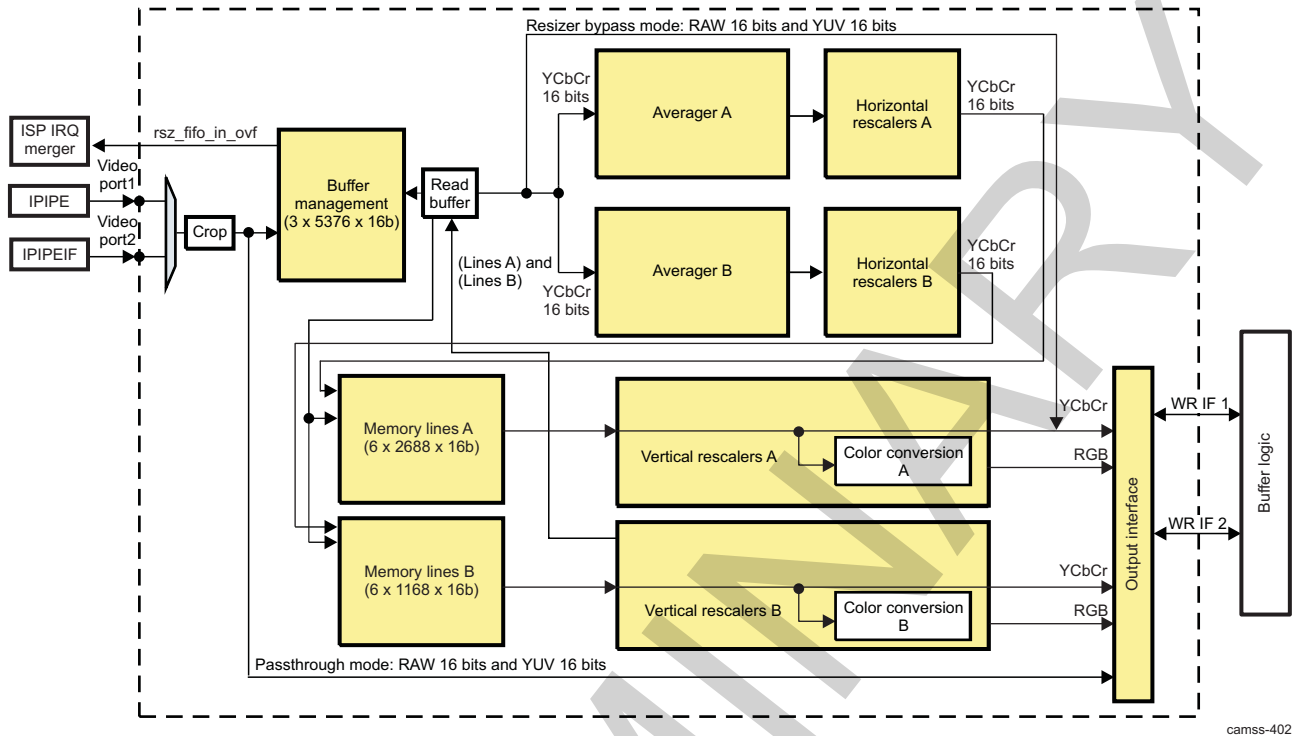 Resizer bypass mode: RAW 16 bits and YUV 16 bits
YCbCr
16 bits
Averager A
Horizontal
rescalers A
YCbCr
16 bits
ISP IRQ
merger
rsz_fifo_in_ovf
Video
port1
IPIPE
Video
port2
IPIPEIF
Crop
Buffer
management
(3 x 5376 x 16b)
Read
buffer
(Lines A) and
(Lines B)
YCbCr
16 bits
Averager B
Horizontal
rescalers B
YCbCr
16 bits
Memory lines A
(6 x 2688 x 16b)
Vertical rescalers A
Color conversion
A
YCbCr
RGB
Memory lines B
(6 x 1168 x 16b)
Vertical rescalers B
Color conversion
B
YCbCr
RGB
Output interface
WR IF 1
WR IF 2
Buffer logic
Passthrough mode: RAW 16 bits and YUV 16 bits
camss-402
MINARY